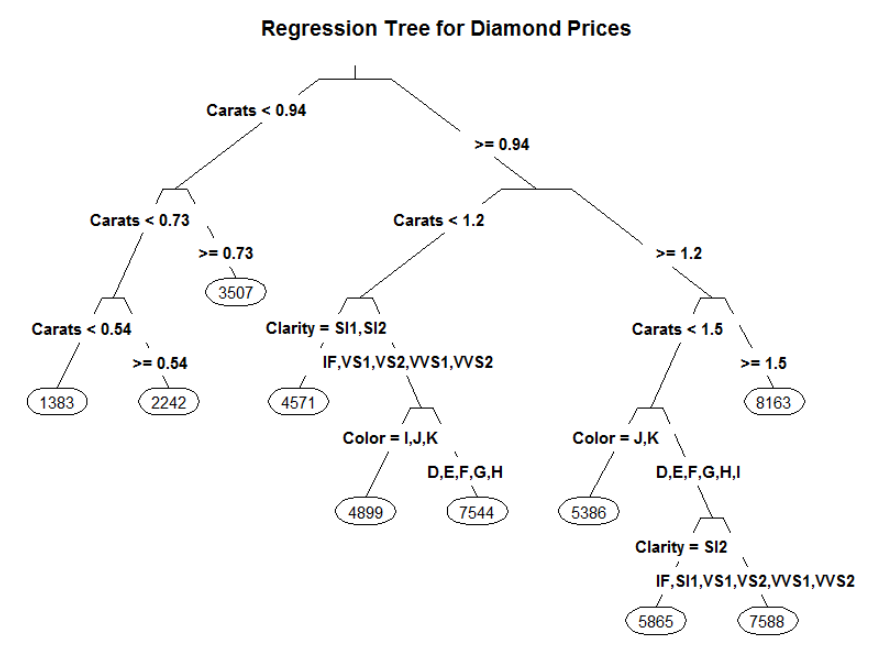 Regression Tree for Diamond Prices
Carats < 0.94
>= 0.94
Carats < 0.73
Carats < 1.2
>= 0.73
>= 1.2
3507
Carats < 0.54
Clarity = SI1,SI2
Carats < 1.5
>= 0.54
IF,VS1,VS2,VVS1,VVS2
>= 1.5
1383
2242
4571
8163
Color = I,J,K
Color = J,K
D,E,F,G,H
D,E,F,G,H,I
4899
7544
5386
Clarity = SI2
IF,SI1,VS1,VS2,VVS1,VVS2
5865
7588